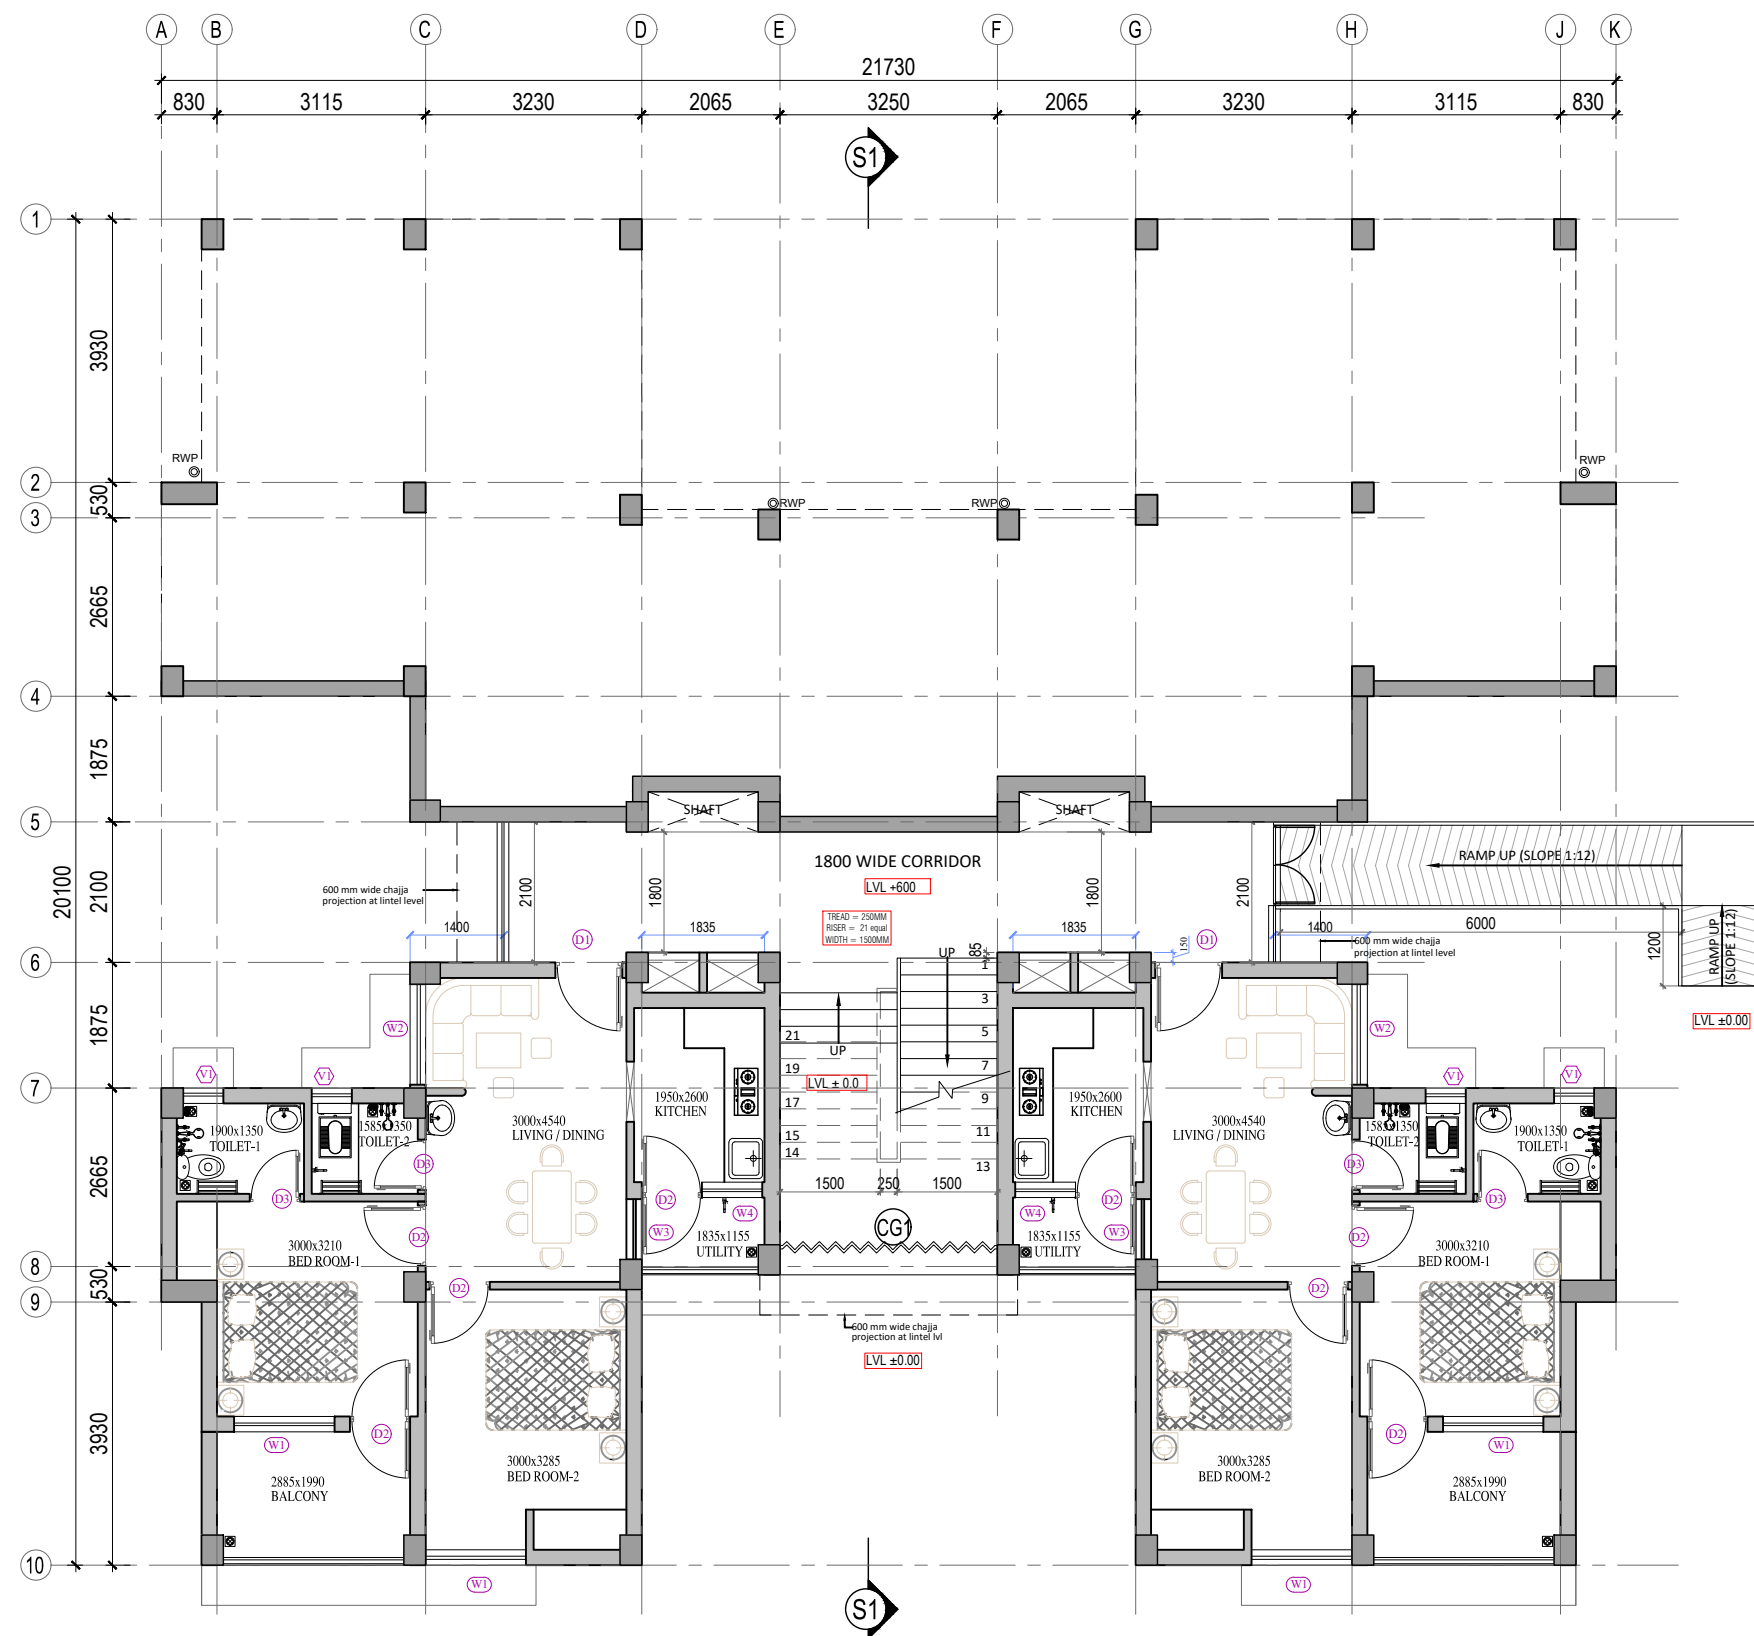 A B C D E F G H J K
21730
830 3115 3230 2065 3250 2065 3230 3115 830
S1
1
3930
RWP
RWP
2
530
RWP
RWP
3
2665
4
1875
SHAFT
SHAFT
5
1800 WIDE CORRIDOR
RAMP UP (SLOPE 1:12)
LVL +600
600 mm wide chajja
projection at lintel level
2100
1800
1800
2100
20100
2100
TREAD = 250MM
RISER = 21 equal
WIDTH = 1500MM
1400
D1
1835
1835
D1
150
1400
6000
1200
RAMP UP
(SLOPE 1:12)
600 mm wide chajja
projection at lintel level
UP
85
6
1
3
5
7
9
11
13
LVL ±0.00
W2
W2
1875
21
UP
19
LVL ± 0.0
17
15
14
V1
V1
V1
V1
7
1950x2600
KITCHEN
1950x2600
KITCHEN
1900x1350
TOILET-1
1585x1350
TOILET-2
3000x4540
LIVING / DINING
3000x4540
LIVING / DINING
1585x1350
TOILET-2
1900x1350
TOILET-1
2665
D3
D3
D3
D3
1500 250 1500
D2
W4
W3
W4
D2
W3
CG1
D2
D2
1835x1155
UTILITY
1835x1155
UTILITY
3000x3210
BED ROOM-1
3000x3210
BED ROOM-1
8
530
D2
D2
9
600 mm wide chajja
projection at lintel lvl
LVL ±0.00
3930
W1
D2
D2
W1
2885x1990
BALCONY
3000x3285
BED ROOM-2
3000x3285
BED ROOM-2
2885x1990
BALCONY
10
W1
W1
S1